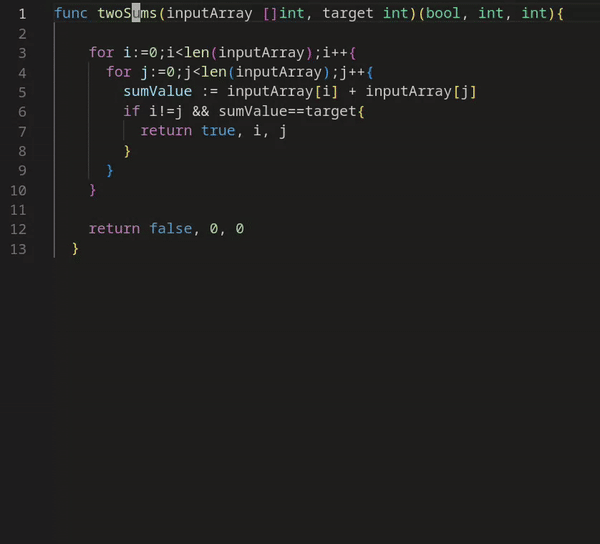 1 func twoSums(inputArray []int, target int)(bool, int, int){
2
3     for i:=0;i<len(inputArray);i++{
4       for j:=0;j<len(inputArray);j++{
5         sumValue := inputArray[i] + inputArray[j]
6         if i!=j && sumValue==target{
7           return true, i, j
8         }
9       }
10     }
11
12     return false, 0, 0
13   }